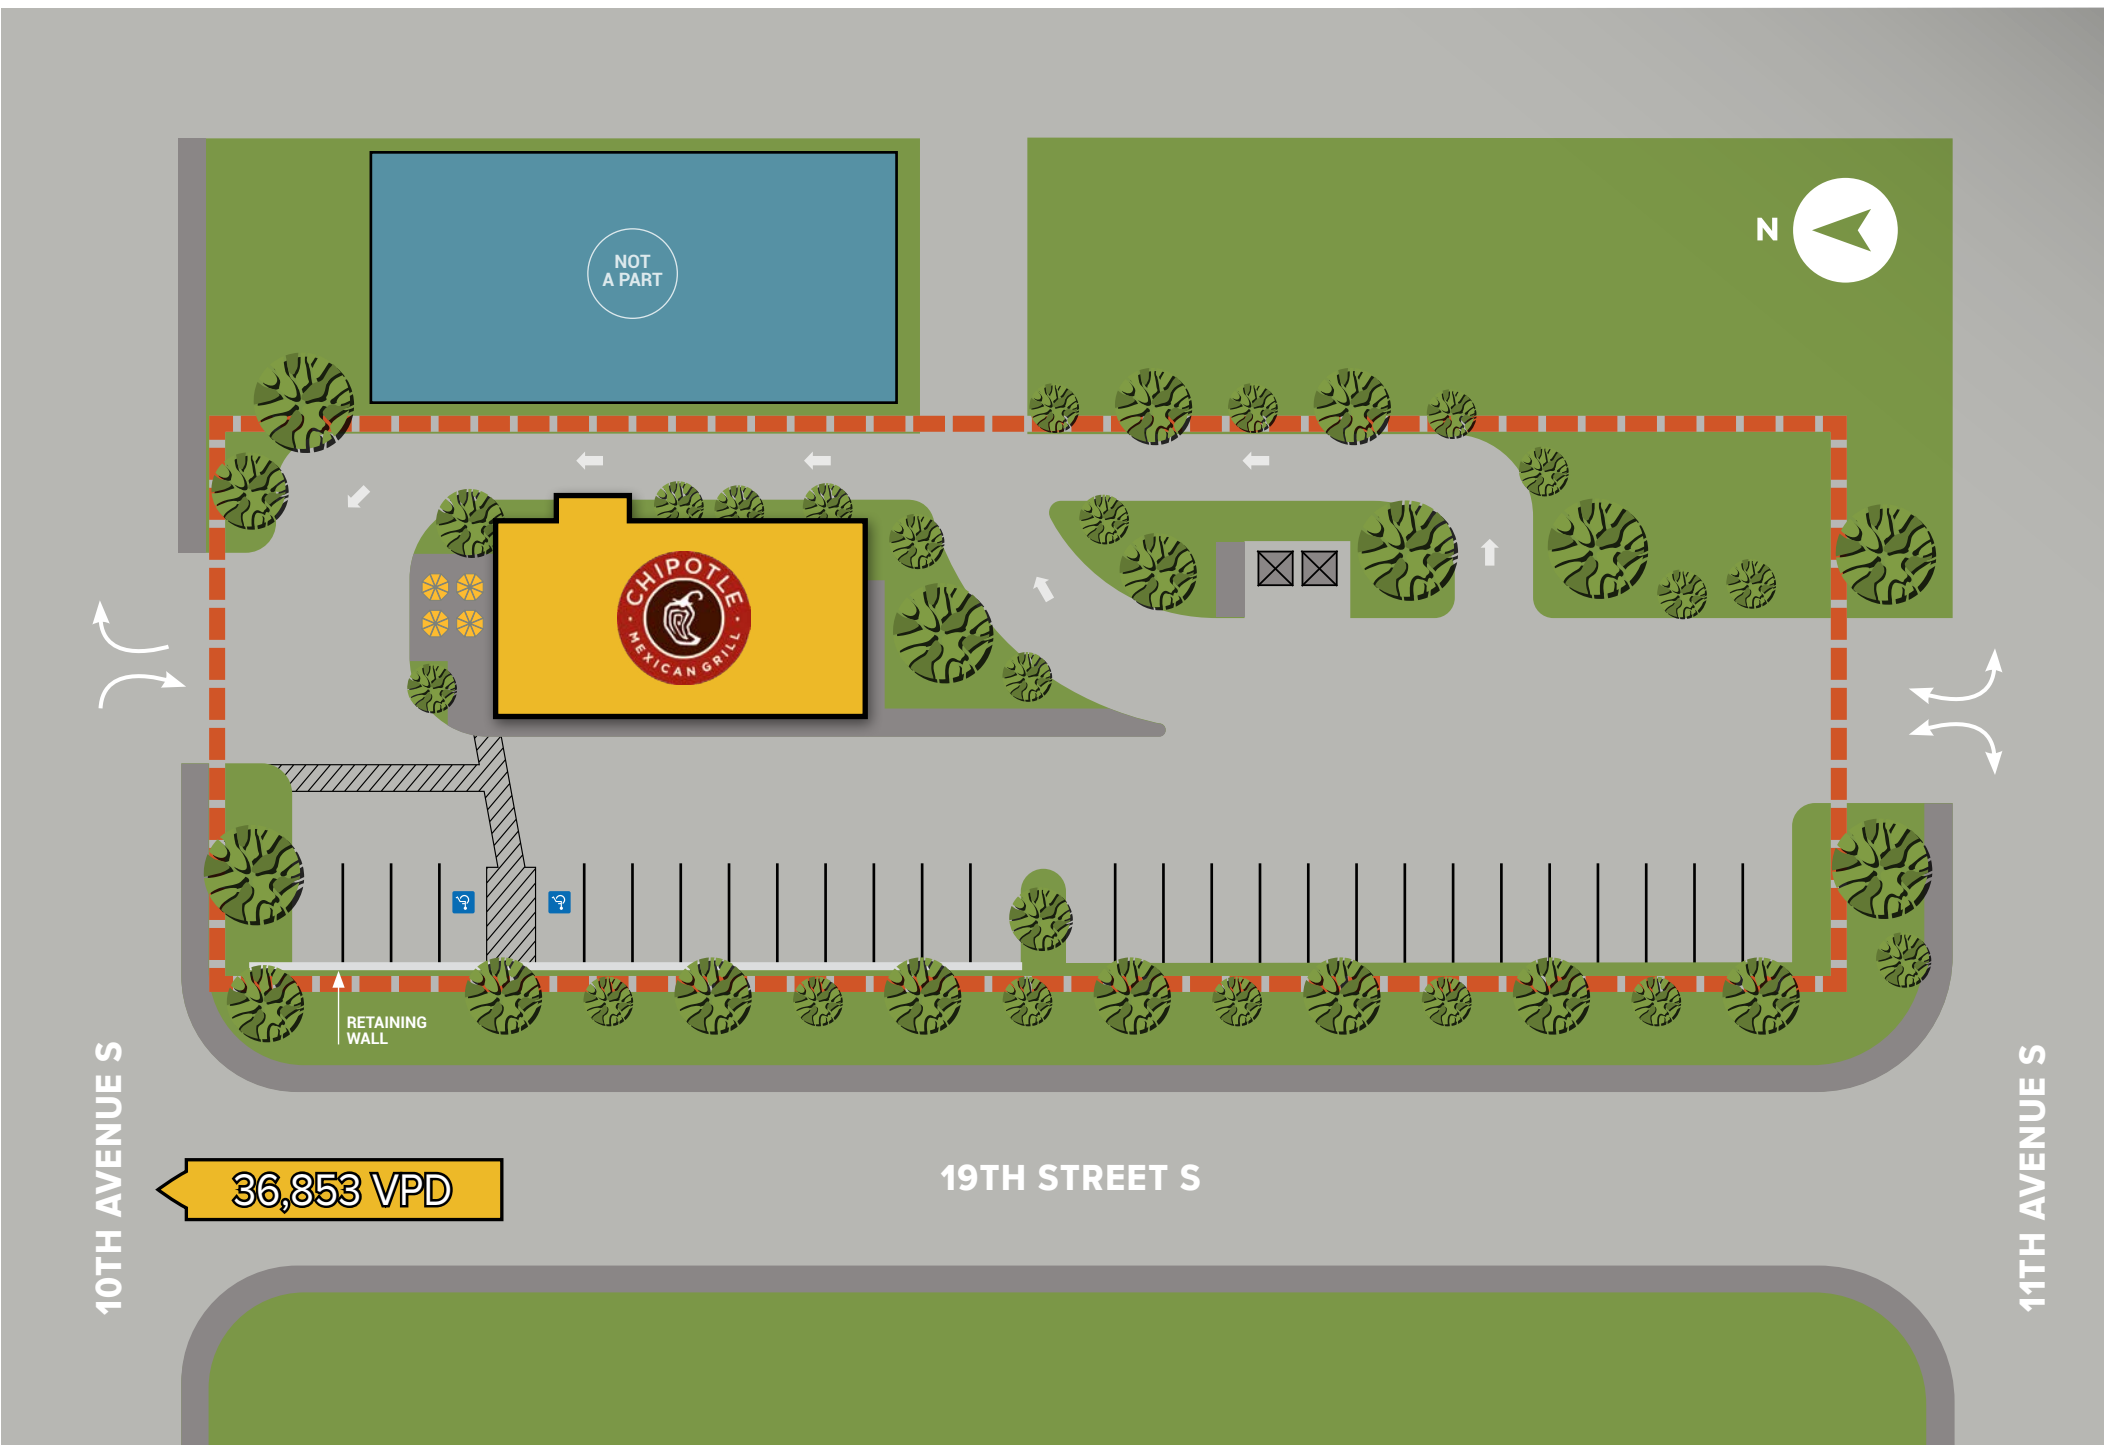 NOT
A PART
N
CHIPOTLE
MEXICAN GRILL
RETAINING
WALL
10TH AVENUE S
36,853 VPD
19TH STREET S
11TH AVENUE S